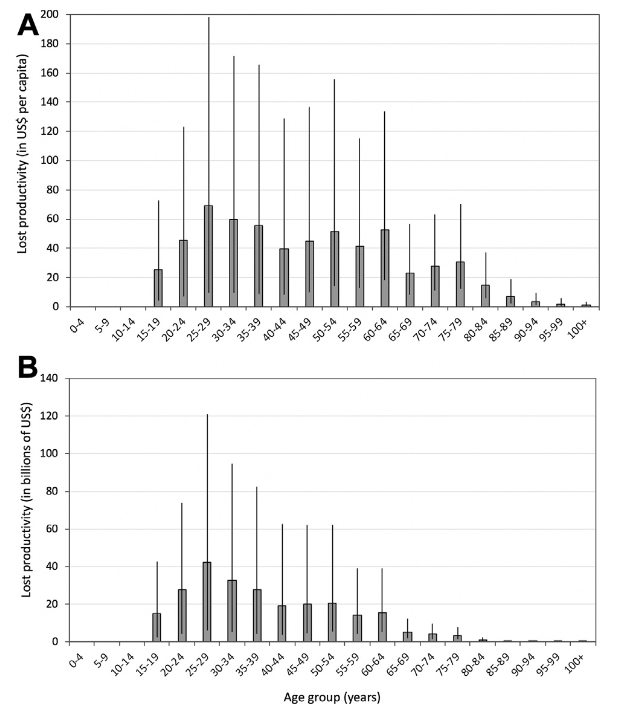 A
Lost productivity (in US$ per capita)
200
180
160
140
120
100
80
60
40
20
0
0-4 5-9 10-14 15-19 20-24 25-29 30-34 35-39 40-44 45-49 50-54 55-59 60-64 65-69 70-74 75-79 80-84 85-89 90-94 95-99 100+
B
Lost productivity (in billions of US$)
140
120
100
80
60
40
20
0
0-4 5-9 10-14 15-19 20-24 25-29 30-34 35-39 40-44 45-49 50-54 55-59 60-64 65-69 70-74 75-79 80-84 85-89 90-94 95-99 100+
Age group (years)